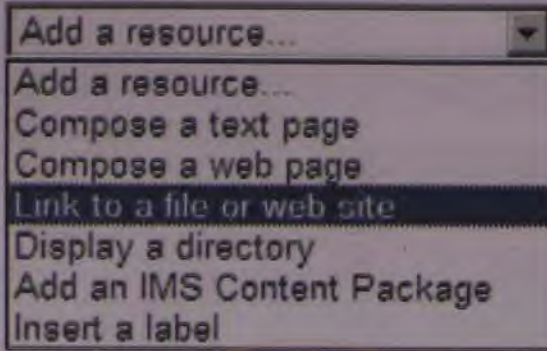 Add a resource...
Add a resource...
Compose a text page
Compose a web page
Link to a file or web site
Display a directory
Add an IMS Content Package
Insert a label